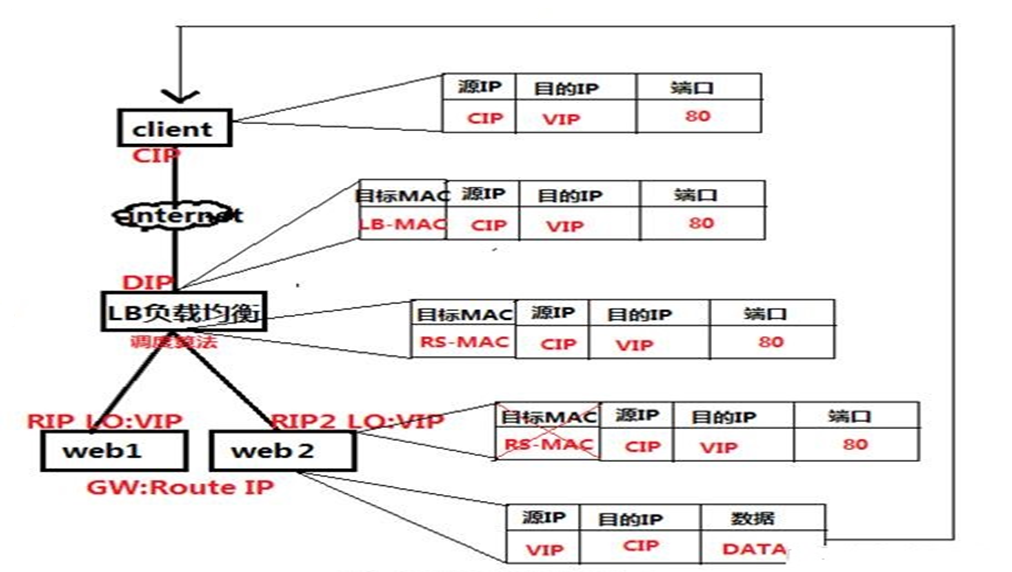 源IP 目的IP 端口
CIP VIP 80
client
CIP
目标MAC 源IP 目的IP 端口
LB-MAC CIP VIP 80
internet
DIP
LB负载均衡
调度算法
目标MAC 源IP 目的IP 端口
RS-MAC CIP VIP 80
RIP LO:VIP
RIP2 LO:VIP
目标MAC 源IP 目的IP 端口
RS-MAC CIP VIP 80
web1
web2
GW:Route IP
源IP 目的IP 数据
VIP CIP DATA